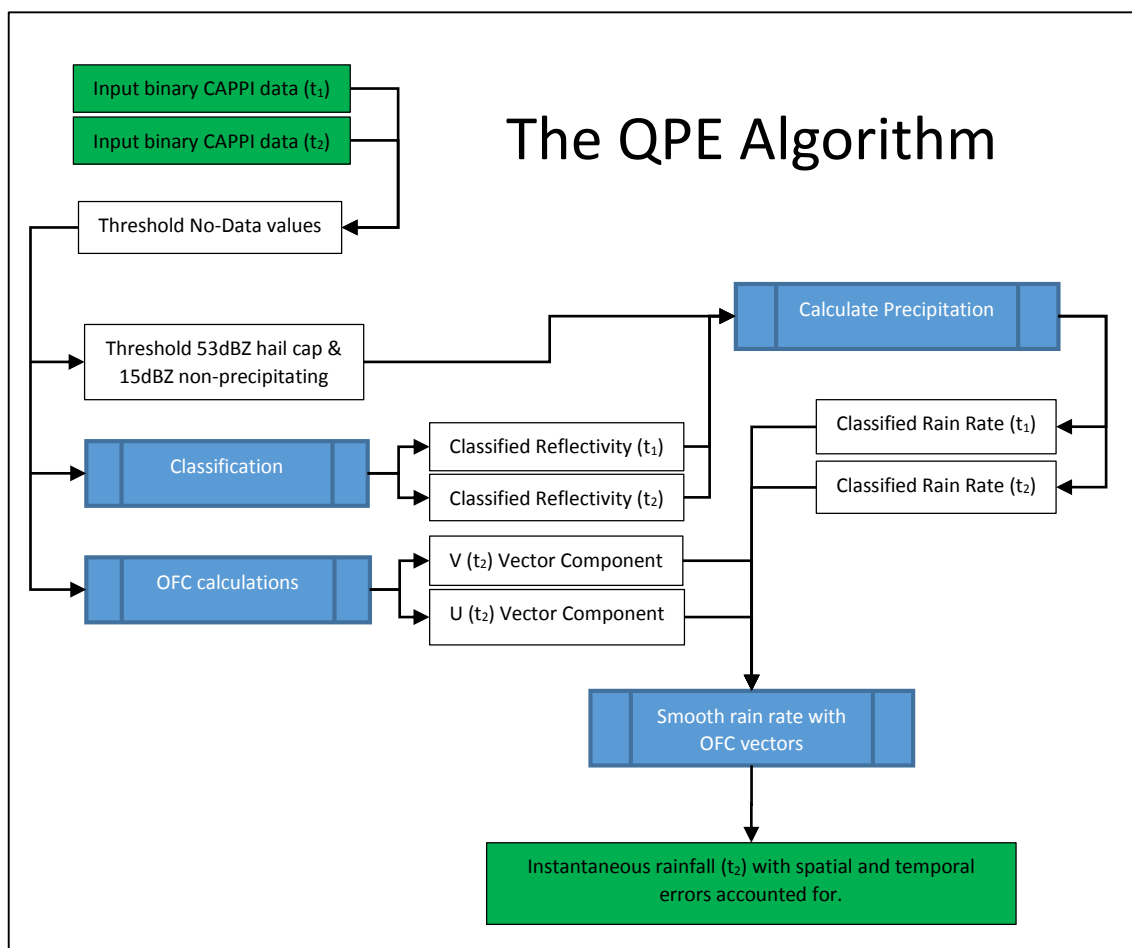 The QPE Algorithm
Input binary CAPPI data (t₁)
Input binary CAPPI data (t₂)
Threshold No-Data values
Calculate Precipitation
Threshold 53dBZ hail cap &
15dBZ non-precipitating
Classified Rain Rate (t₁)
Classified Reflectivity (t₁)
Classification
Classified Rain Rate (t₂)
Classified Reflectivity (t₂)
V (t₂) Vector Component
OFC calculations
U (t₂) Vector Component
Smooth rain rate with
OFC vectors
Instantaneous rainfall (t₂) with spatial and temporal
errors accounted for.